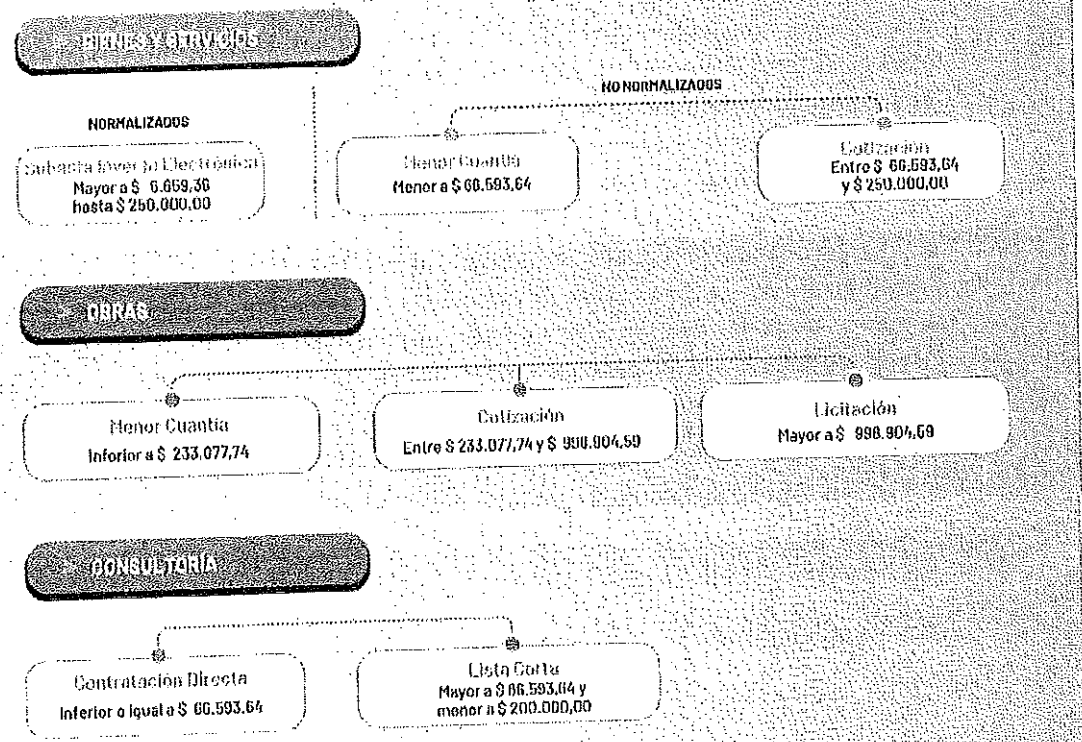 BIENES Y SERVICIOS
NO NORMALIZADOS
NORMALIZADOS
Subasta Inversa Electrónica
Mayor a $ 6.659,36
hasta $ 250.000,00
Menor Cuantía
Menor a $ 66.593,64
Cotización
Entre $ 66.593,64
y $ 250.000,00
OBRAS
Menor Cuantía
Inferior a $ 233.077,74
Cotización
Entre $ 233.077,74 y $ 998.904,59
Licitación
Mayor a $ 998.904,59
CONSULTORÍA
Contratación Directa
Inferior o igual a $ 66.593,64
Lista Corta
Mayor a $ 66.593,64 y
menor a $ 200.000,00